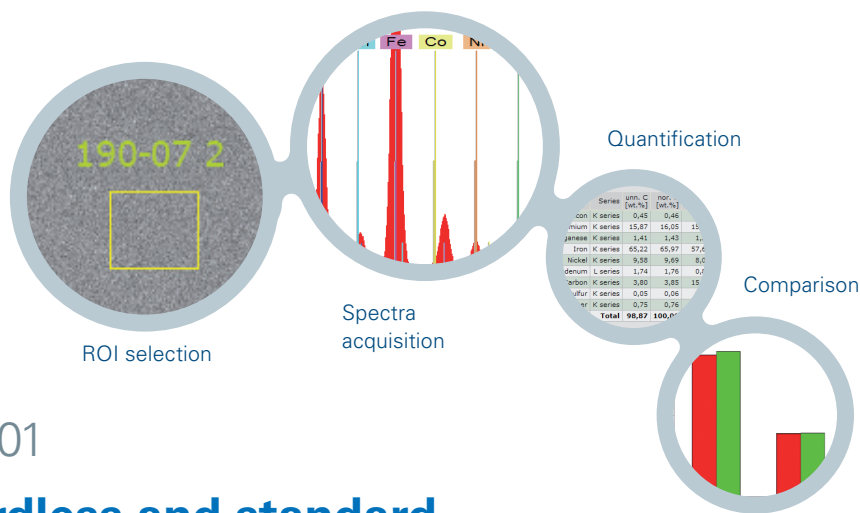 Fe Co
190-07 2
ROI selection
Spectra
acquisition
Quantification
Series unn. C nor.
[wt.%] [wt.%]
K series 0,45 0,46
K series 15,87 16,05
K series 1,41 1,43
Iron K series 65,22 65,97
Nickel K series 9,58 9,69
L series 1,74 1,76
K series 3,80 3,85
K series 0,05 0,06
K series 0,75 0,76
Total 98,87
Comparison
01
and standard